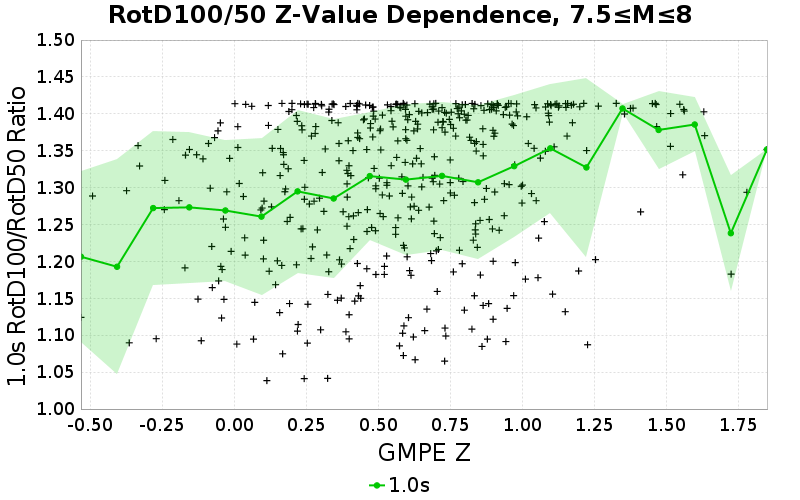 RotD100/50 Z-Value Dependence, 7.5≤M≤8
1.0s RotD100/RotD50 Ratio
1.50
1.45
1.40
1.35
1.30
1.25
1.20
1.15
1.10
1.05
1.00
-0.50 -0.25 0.00 0.25 0.50 0.75 1.00 1.25 1.50 1.75
GMPE Z
1.0s